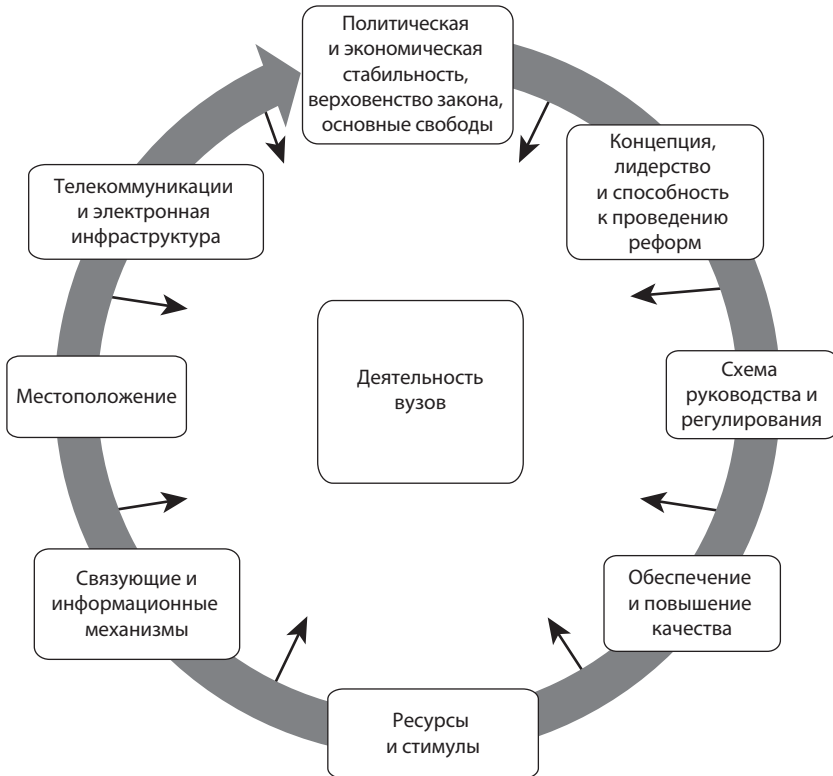 Политическая
и экономическая
стабильность,
верховенство закона,
основные свободы
Концепция,
лидерство
и способность
к проведению
реформ
Схема
руководства и
регулирования
Обеспечение
и повышение
качества
Ресурсы
и стимулы
Связующие и
информационные
механизмы
Местоположение
Телекоммуникации
и электронная
инфраструктура
Деятельность
вузов